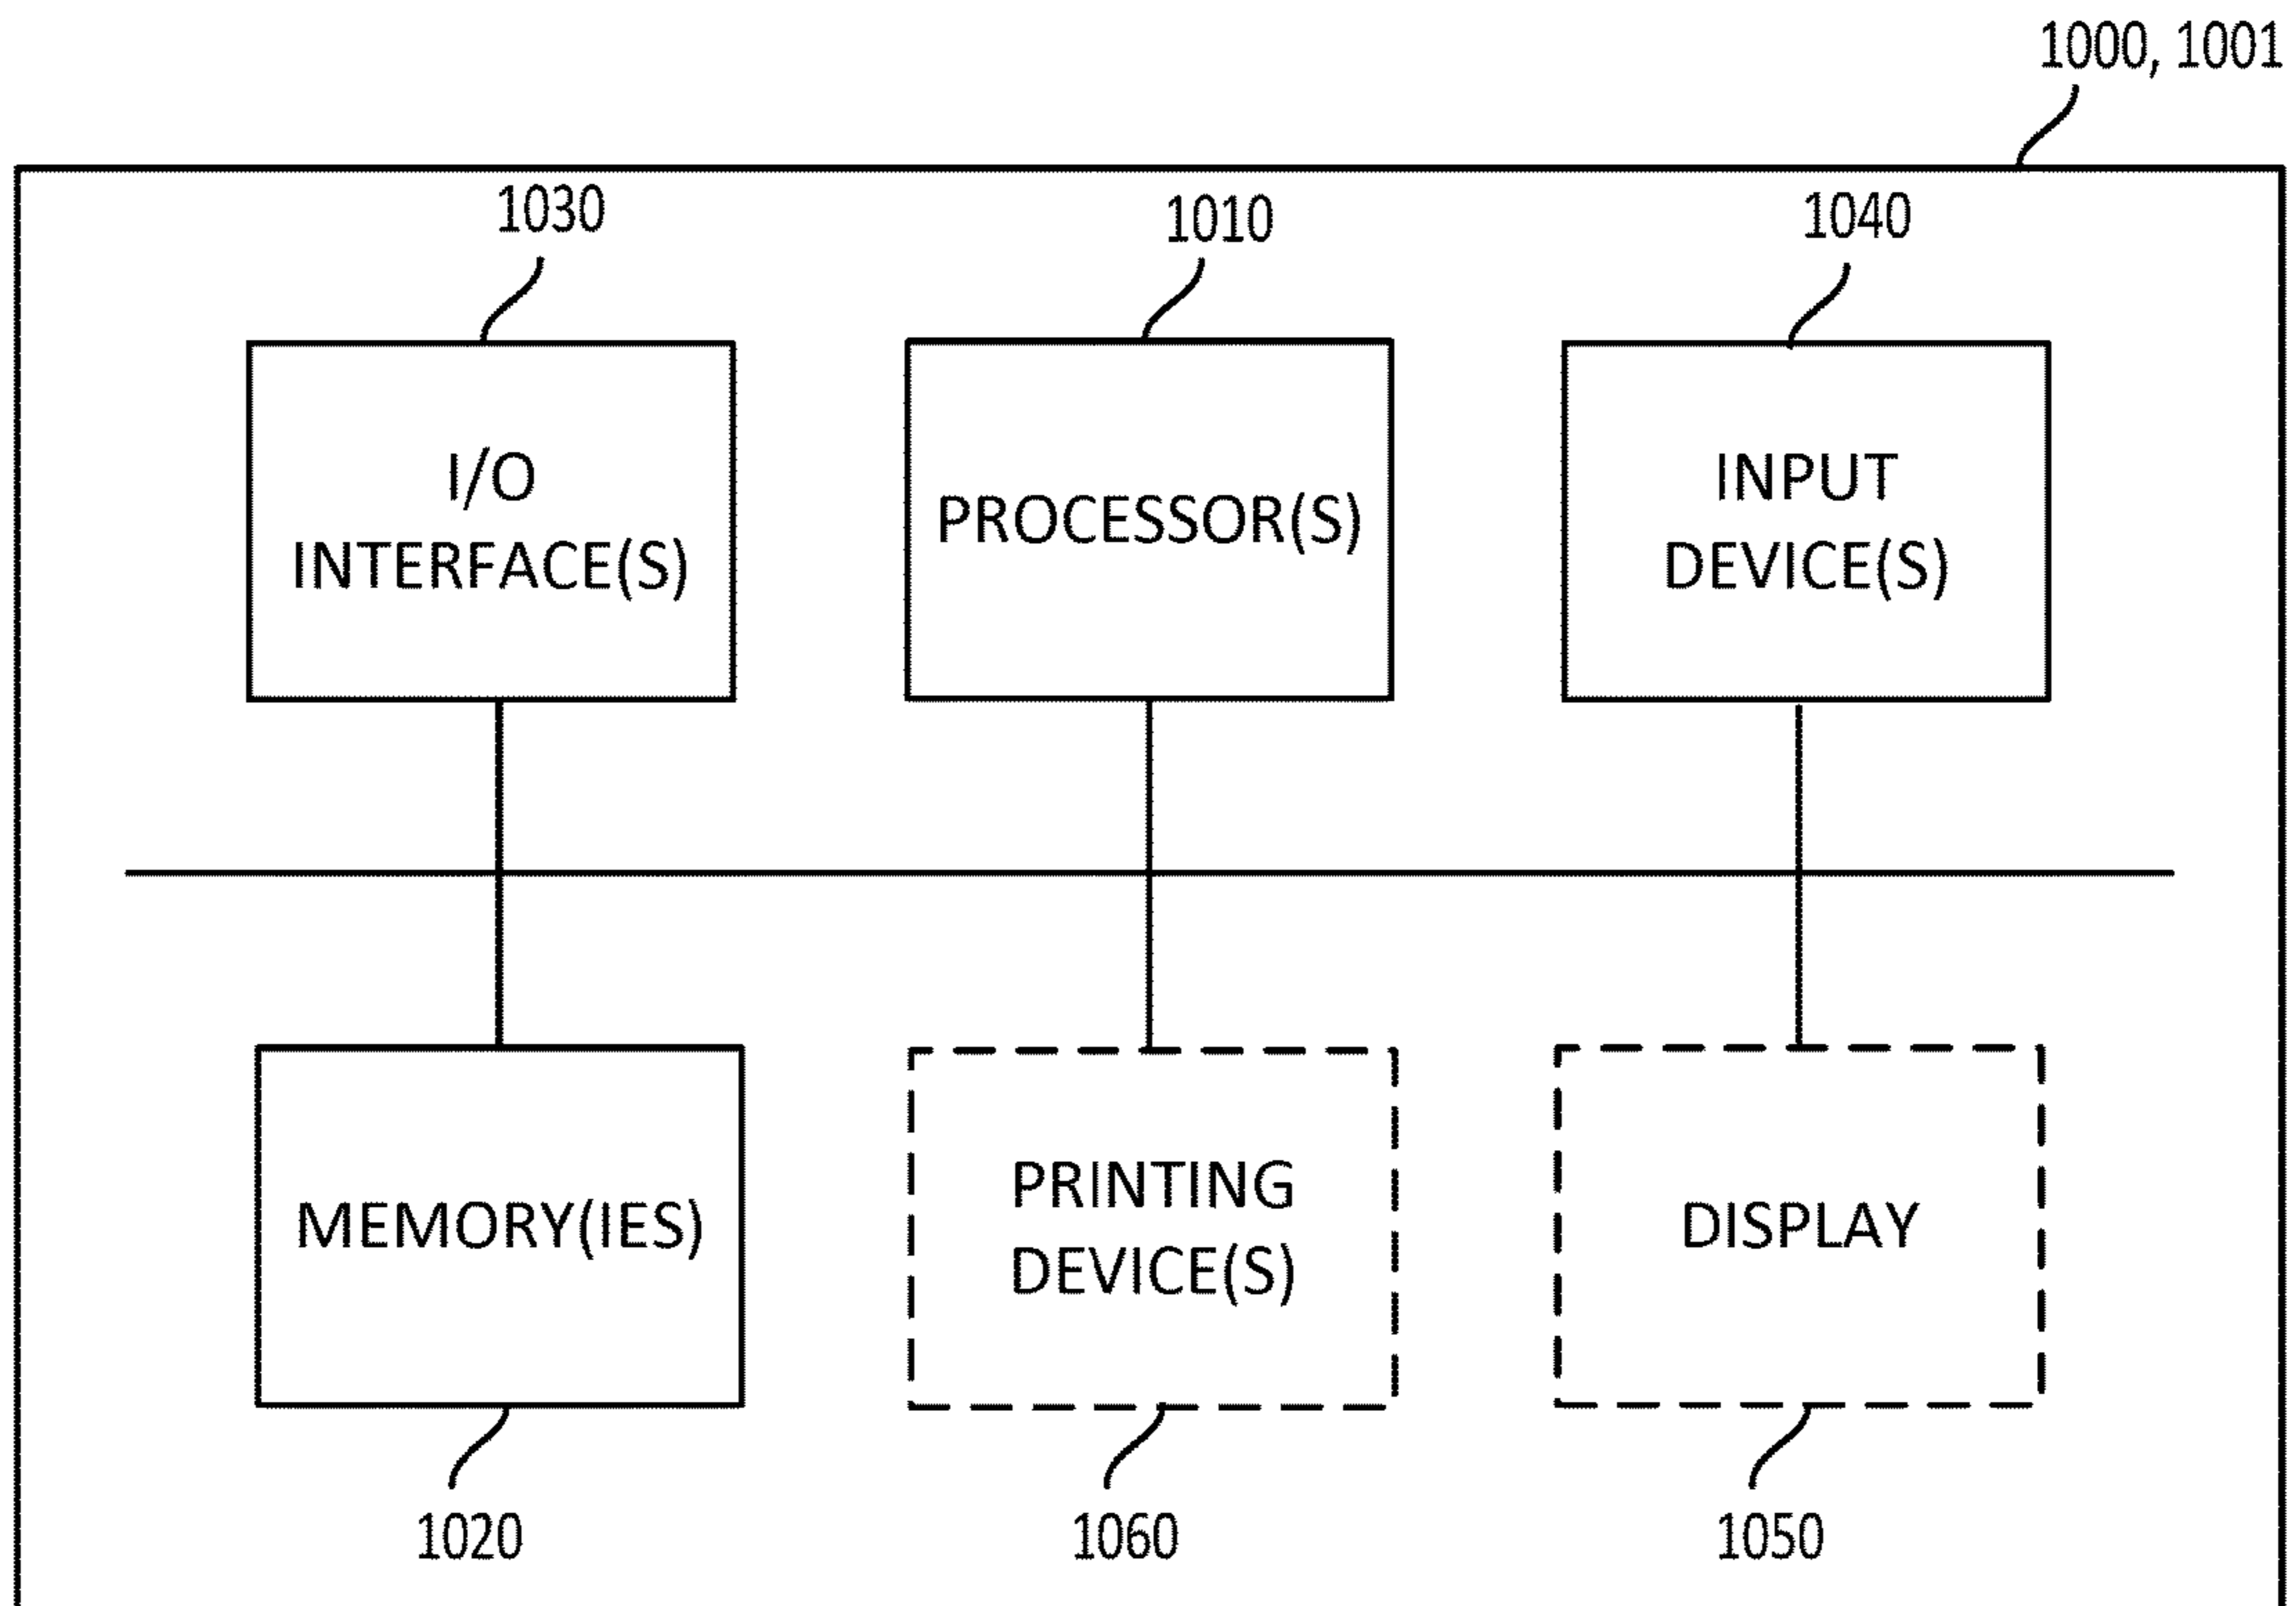 1000, 1001
1030
1010
1040
I/O
INTERFACE(S)
PROCESSOR(S)
INPUT
DEVICE(S)
MEMORY(IES)
PRINTING
DEVICE(S)
DISPLAY
1020
1060
1050